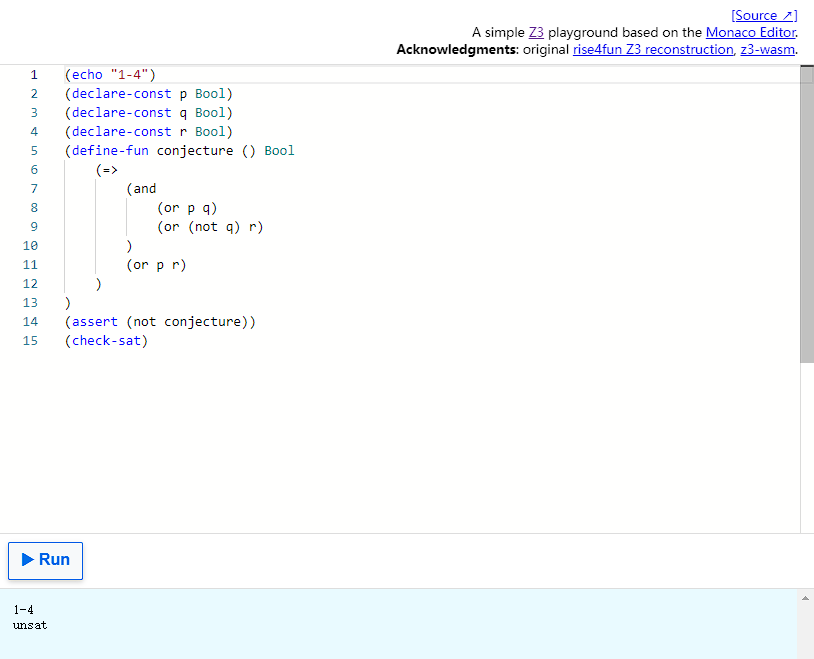 [Source ↗]
A simple Z3 playground based on the Monaco Editor.
Acknowledgments: original rise4fun Z3 reconstruction, z3-wasm.
1 (echo "1-4")
2 (declare-const p Bool)
3 (declare-const q Bool)
4 (declare-const r Bool)
5 (define-fun conjecture () Bool
6     (=>
7         (and
8             (or p q)
9             (or (not q) r)
10         )
11         (or p r)
12     )
13 )
14 (assert (not conjecture))
15 (check-sat)
▶ Run
1-4
unsat